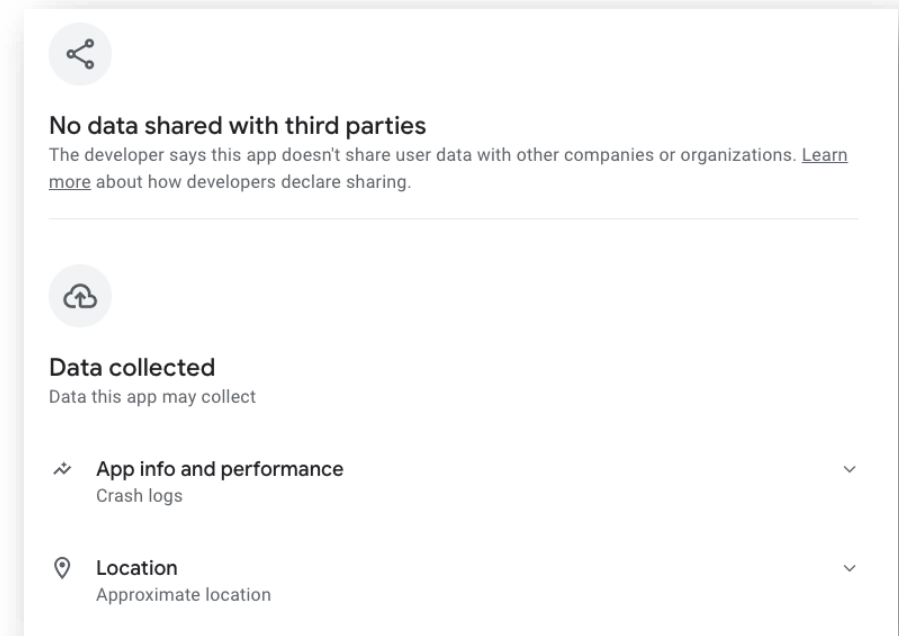 No data shared with third parties
The developer says this app doesn't share user data with other companies or organizations. Learn
more about how developers declare sharing.
Data collected
Data this app may collect
App info and performance
Crash logs
Location
Approximate location